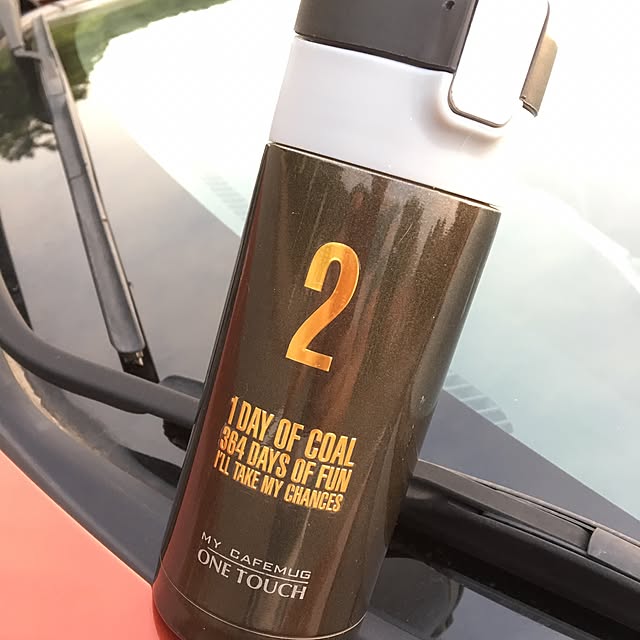 2
1 DAY OF COAL
364 DAYS OF FUN
I'LL TAKE MY CHANCES
MY CAFEMUG
ONE TOUCH